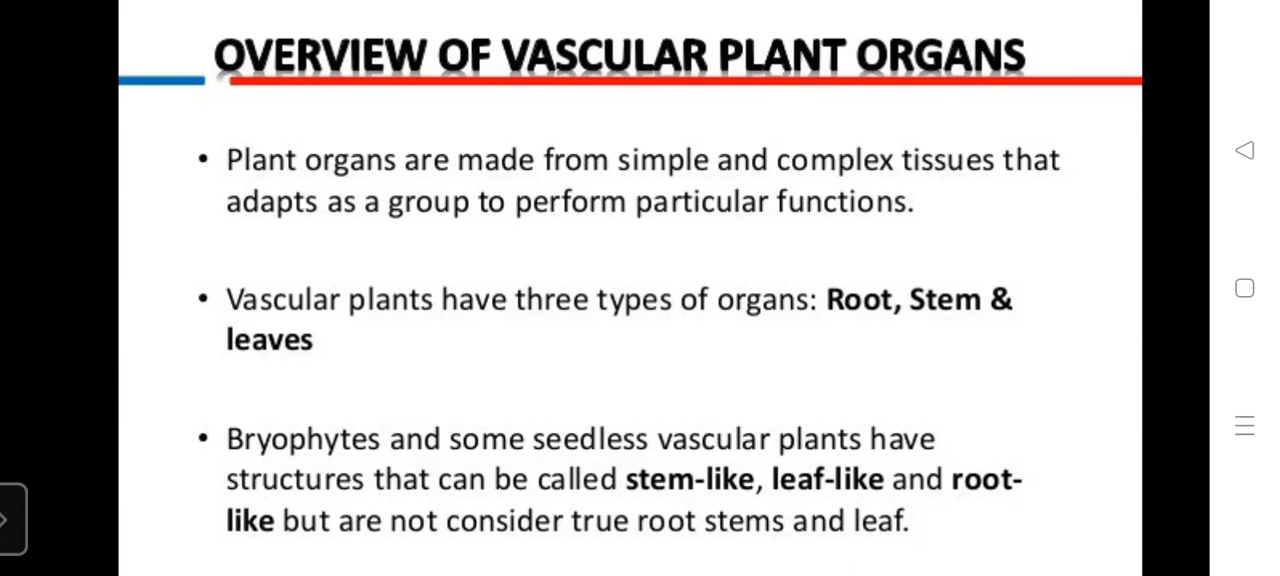 OVERVIEW OF VASCULAR PLANT ORGANS
• Plant organs are made from simple and complex tissues that
adapts as a group to perform particular functions.
• Vascular plants have three types of organs: Root, Stem &
leaves
• Bryophytes and some seedless vascular plants have
structures that can be called stem-like, leaf-like and root-
like but are not consider true root stems and leaf.